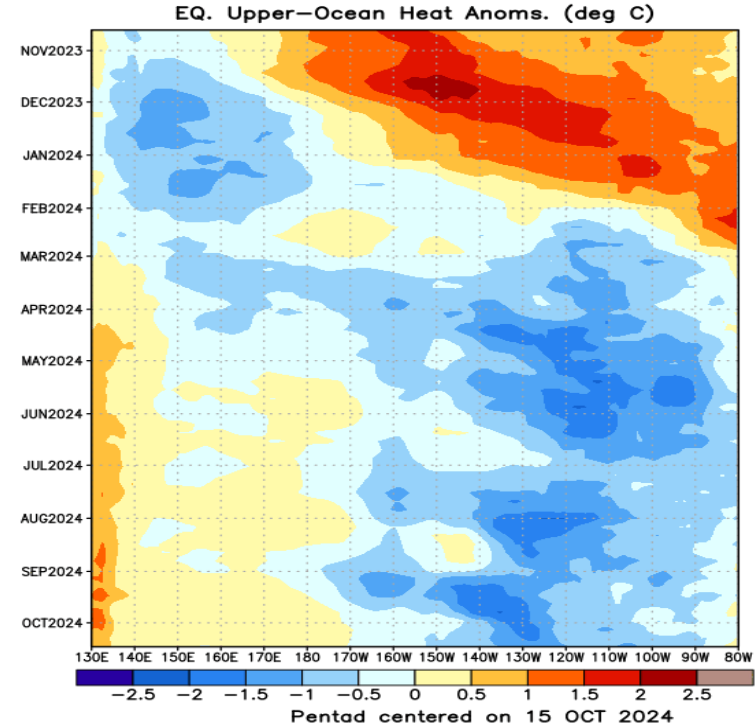 EQ. Upper-Ocean Heat Anoms. (deg C)
NOV2023
DEC2023
JAN2024
FEB2024
MAR2024
APR2024
MAY2024
JUN2024
JUL2024
AUG2024
SEP2024
OCT2024
130E 140E 150E 160E 170E 180 170W 160W 150W 140W 130W 120W 110W 100W 90W 80W
-2.5 -2 -1.5 -1 -0.5 0 0.5 1 1.5 2 2.5
Pentad centered on 15 OCT 2024